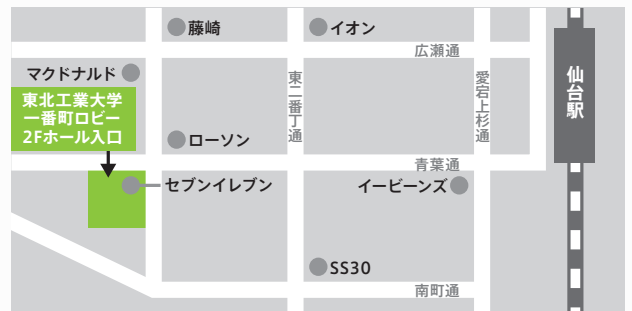 藤崎
イオン
広瀬通
マクドナルド
東二番丁通
愛宕上杉通
仙台駅
東北工業大学
一番町ロビー
2Fホール入口
ローソン
青葉通
セブンイレブン
イービーンズ
SS30
南町通